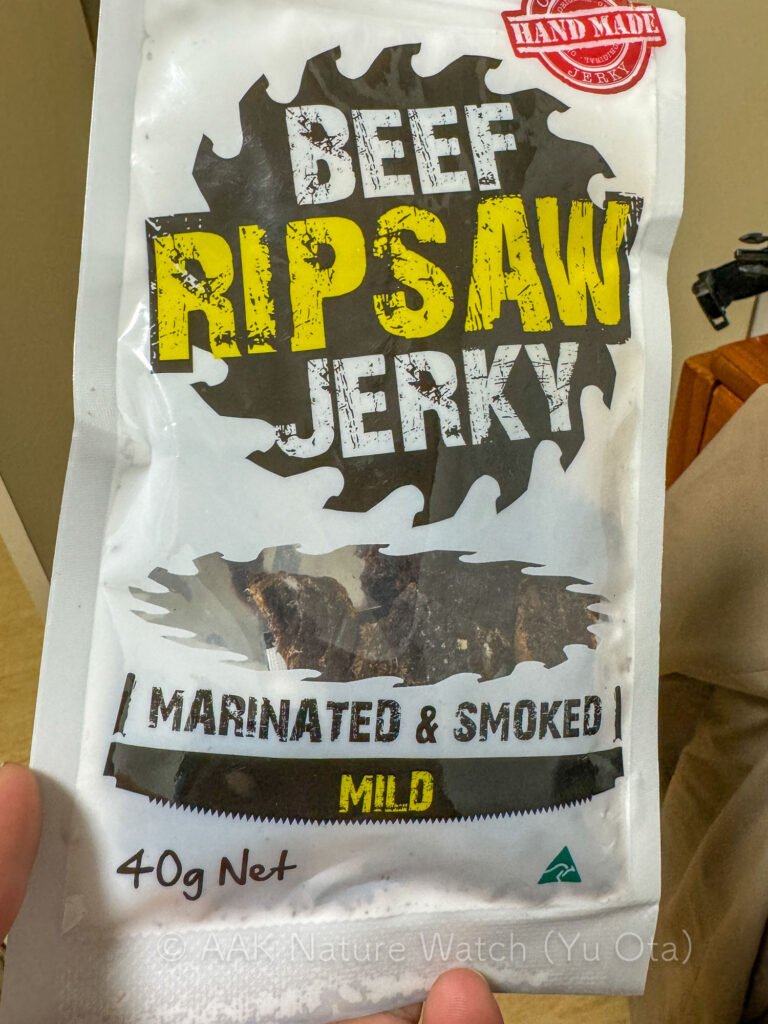 HAND MADE
JERKY
BEEF
RIPSAW
JERKY
MARINATED & SMOKED
MILD
40g Net
© AAK Nature Watch (Yu Ota)